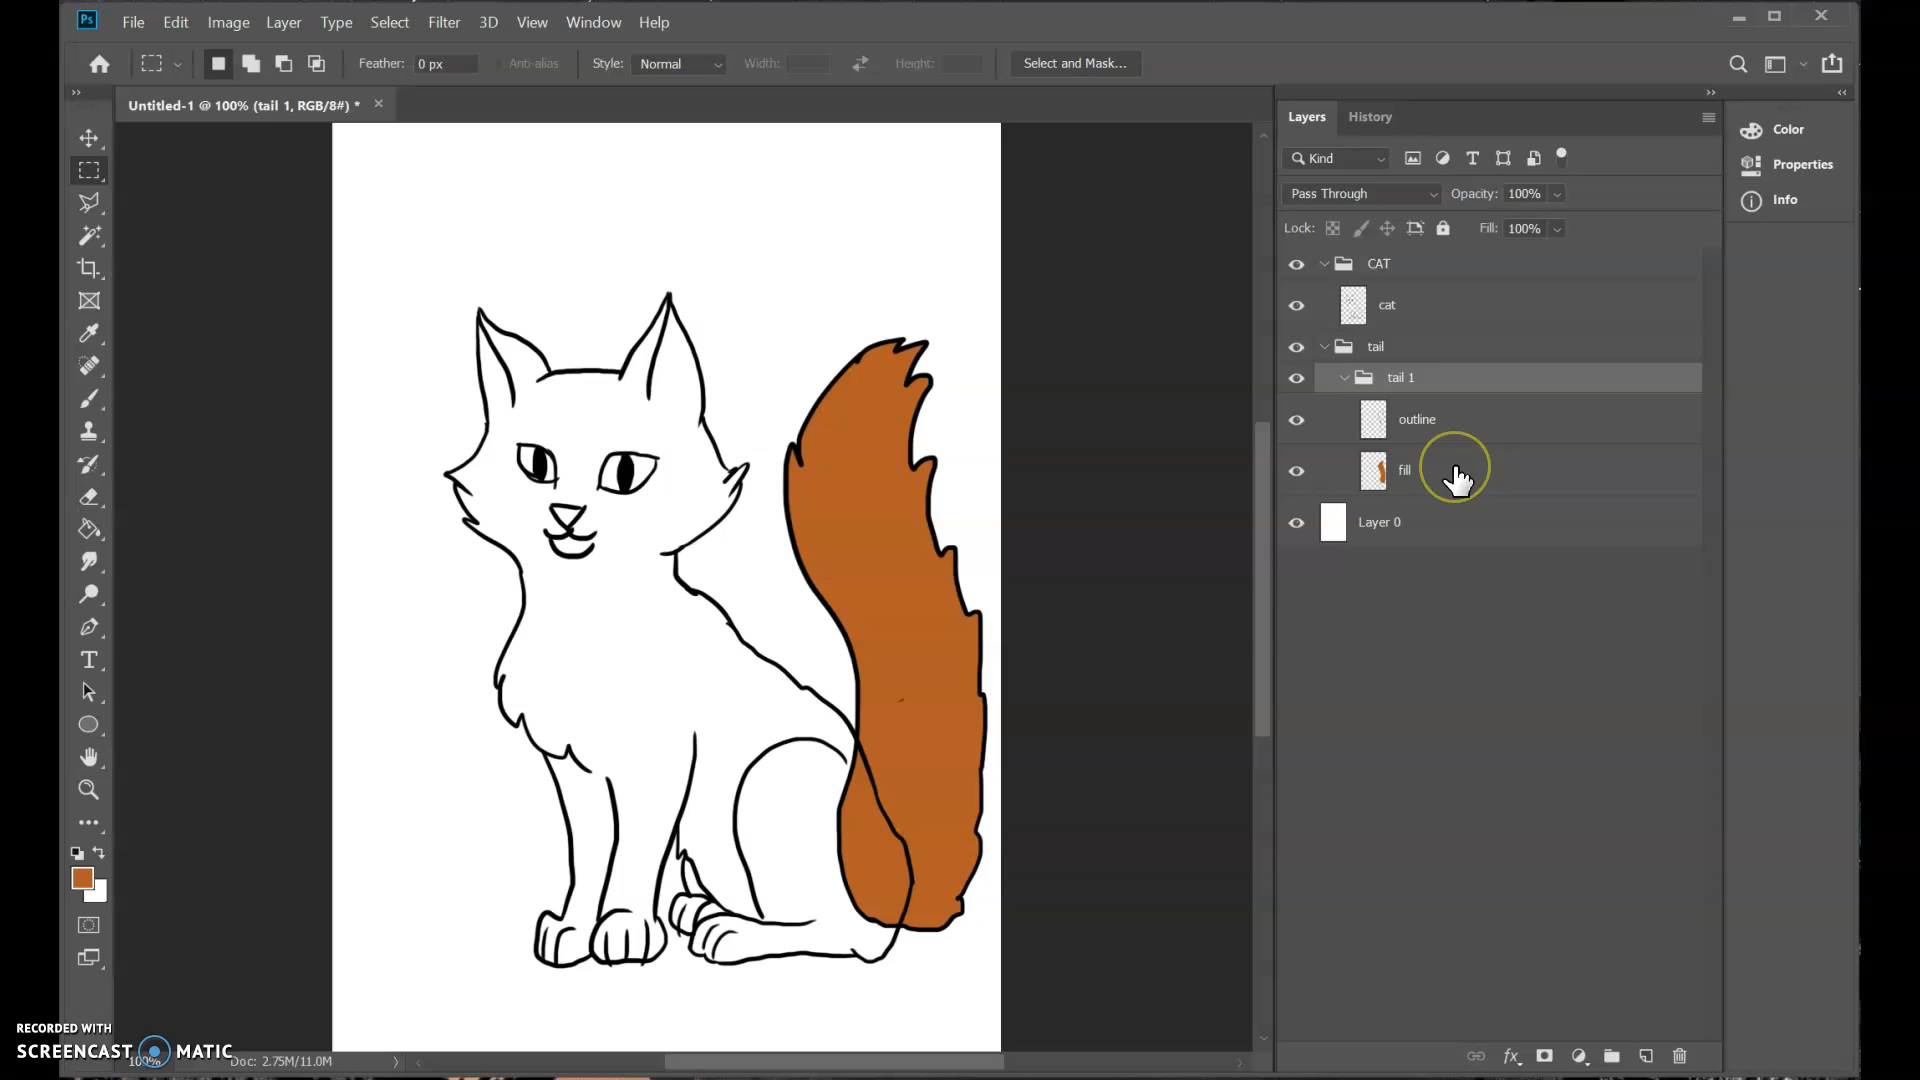 Ps File Edit Image Layer Type Select Filter 3D View Window Help
Feather: 0 px Anti-alias Style: Normal Width: Height: Select and Mask...
Untitled-1 @ 100% (tail 1, RGB/8#) * ×
Layers History
Color
Kind
Properties
Pass Through Opacity: 100%
Info
Lock: Fill: 100%
CAT
cat
tail
tail 1
outline
fill
Layer 0
RECORDED WITH
SCREENCAST MATIC
100% Doc: 2.75M/11.0M
fx